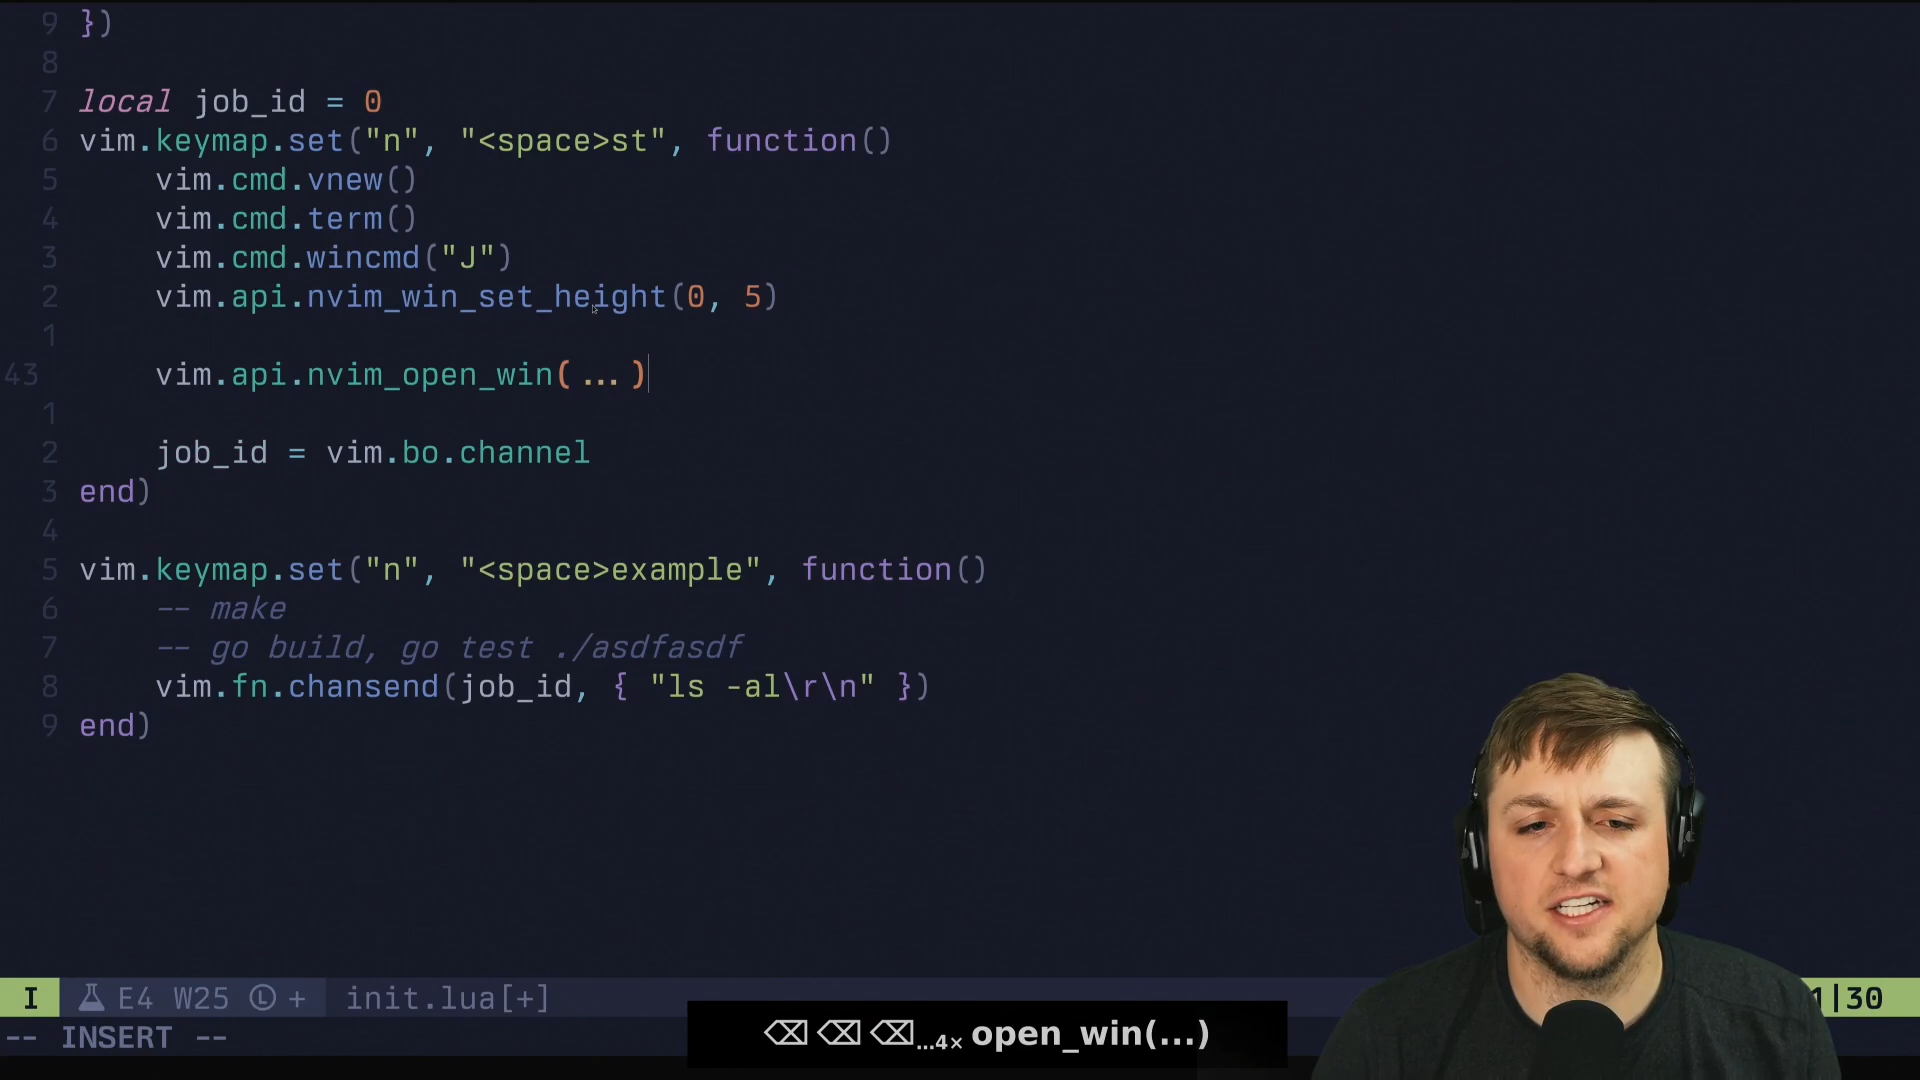 9 })
8
7 local job_id = 0
6 vim.keymap.set("n", "<space>st", function()
5     vim.cmd.vnew()
4     vim.cmd.term()
3     vim.cmd.wincmd("J")
2     vim.api.nvim_win_set_height(0, 5)
1
43     vim.api.nvim_open_win(...)
1
2     job_id = vim.bo.channel
3 end)
4
5 vim.keymap.set("n", "<space>example", function()
6     -- make
7     -- go build, go test ./asdfasdf
8     vim.fn.chansend(job_id, { "ls -al\r\n" })
9 end)
I E4 W25 Ⓛ + init.lua[+] |30
-- INSERT --
⌫ ⌫ ⌫...4× open_win(...)